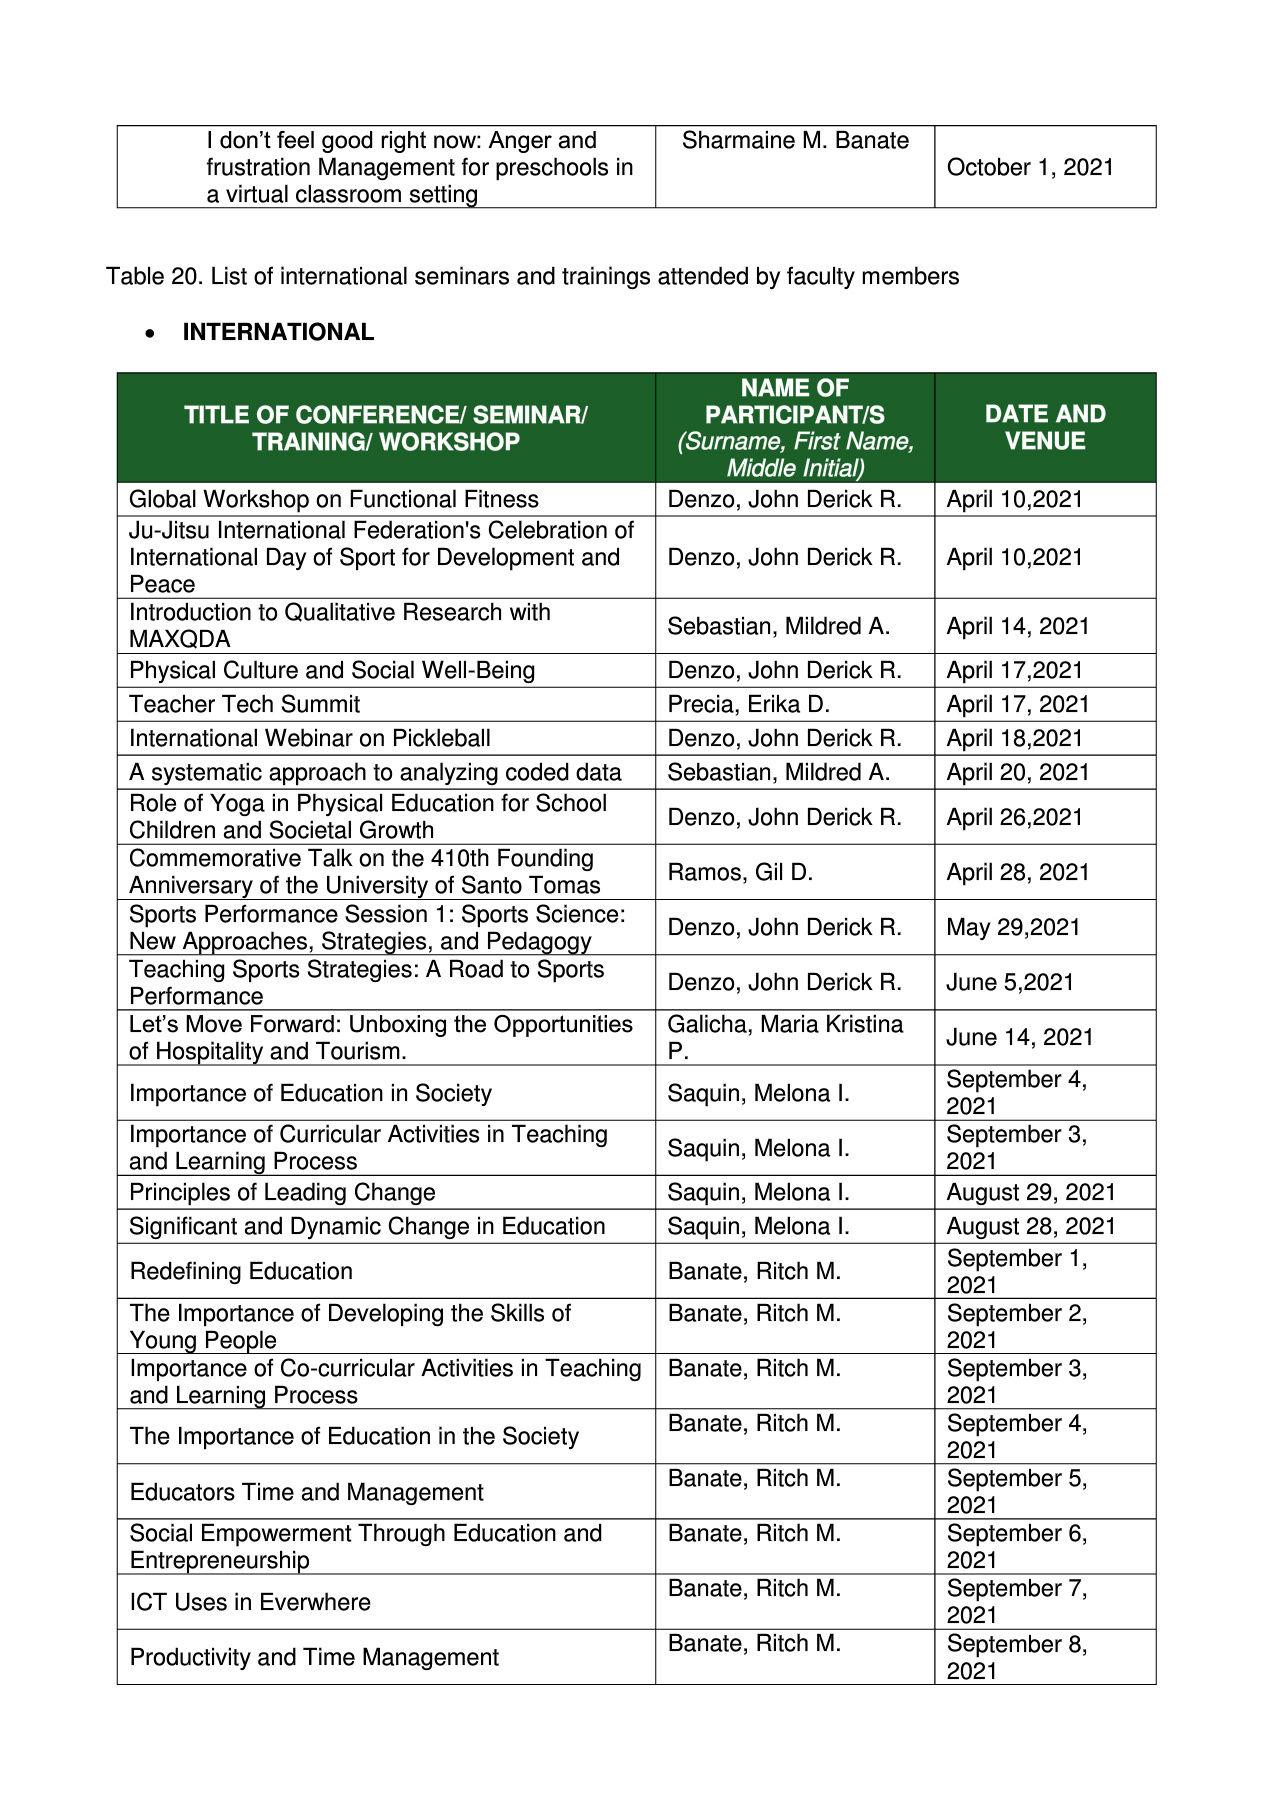 I don’t feel good right now: Anger and
frustration Management for preschools in
a virtual classroom setting
Sharmaine M. Banate
October 1, 2021
Table 20. List of international seminars and trainings attended by faculty members
• INTERNATIONAL
TITLE OF CONFERENCE/ SEMINAR/
TRAINING/ WORKSHOP
NAME OF
PARTICIPANT/S
(Surname, First Name,
Middle Initial)
DATE AND
VENUE
Global Workshop on Functional Fitness
Denzo, John Derick R.
April 10,2021
Ju-Jitsu International Federation's Celebration of
International Day of Sport for Development and
Peace
Denzo, John Derick R.
April 10,2021
Introduction to Qualitative Research with
MAXQDA
Sebastian, Mildred A.
April 14, 2021
Physical Culture and Social Well-Being
Denzo, John Derick R.
April 17,2021
Teacher Tech Summit
Precia, Erika D.
April 17, 2021
International Webinar on Pickleball
Denzo, John Derick R.
April 18,2021
A systematic approach to analyzing coded data
Sebastian, Mildred A.
April 20, 2021
Role of Yoga in Physical Education for School
Children and Societal Growth
Denzo, John Derick R.
April 26,2021
Commemorative Talk on the 410th Founding
Anniversary of the University of Santo Tomas
Ramos, Gil D.
April 28, 2021
Sports Performance Session 1: Sports Science:
New Approaches, Strategies, and Pedagogy
Denzo, John Derick R.
May 29,2021
Teaching Sports Strategies: A Road to Sports
Performance
Denzo, John Derick R.
June 5,2021
Let’s Move Forward: Unboxing the Opportunities
of Hospitality and Tourism.
Galicha, Maria Kristina
P.
June 14, 2021
Importance of Education in Society
Saquin, Melona I.
September 4,
2021
Importance of Curricular Activities in Teaching
and Learning Process
Saquin, Melona I.
September 3,
2021
Principles of Leading Change
Saquin, Melona I.
August 29, 2021
Significant and Dynamic Change in Education
Saquin, Melona I.
August 28, 2021
Redefining Education
Banate, Ritch M.
September 1,
2021
The Importance of Developing the Skills of
Young People
Banate, Ritch M.
September 2,
2021
Importance of Co-curricular Activities in Teaching
and Learning Process
Banate, Ritch M.
September 3,
2021
The Importance of Education in the Society
Banate, Ritch M.
September 4,
2021
Educators Time and Management
Banate, Ritch M.
September 5,
2021
Social Empowerment Through Education and
Entrepreneurship
Banate, Ritch M.
September 6,
2021
ICT Uses in Everwhere
Banate, Ritch M.
September 7,
2021
Productivity and Time Management
Banate, Ritch M.
September 8,
2021